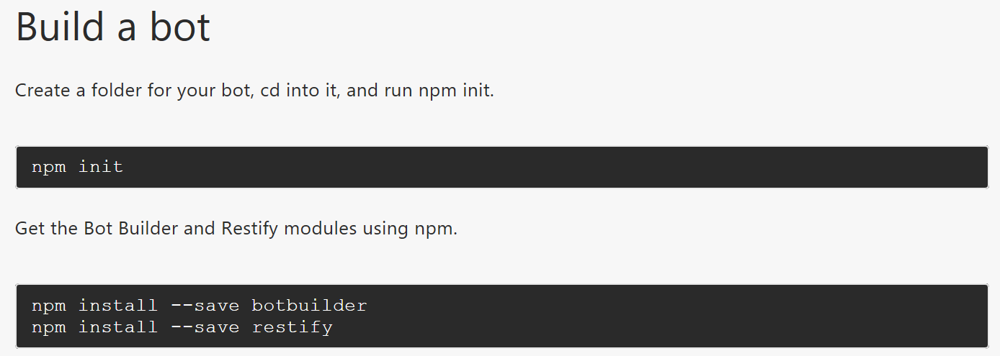 Build a bot
Create a folder for your bot, cd into it, and run npm init.
npm init
Get the Bot Builder and Restify modules using npm.
npm install --save botbuilder
npm install --save restify